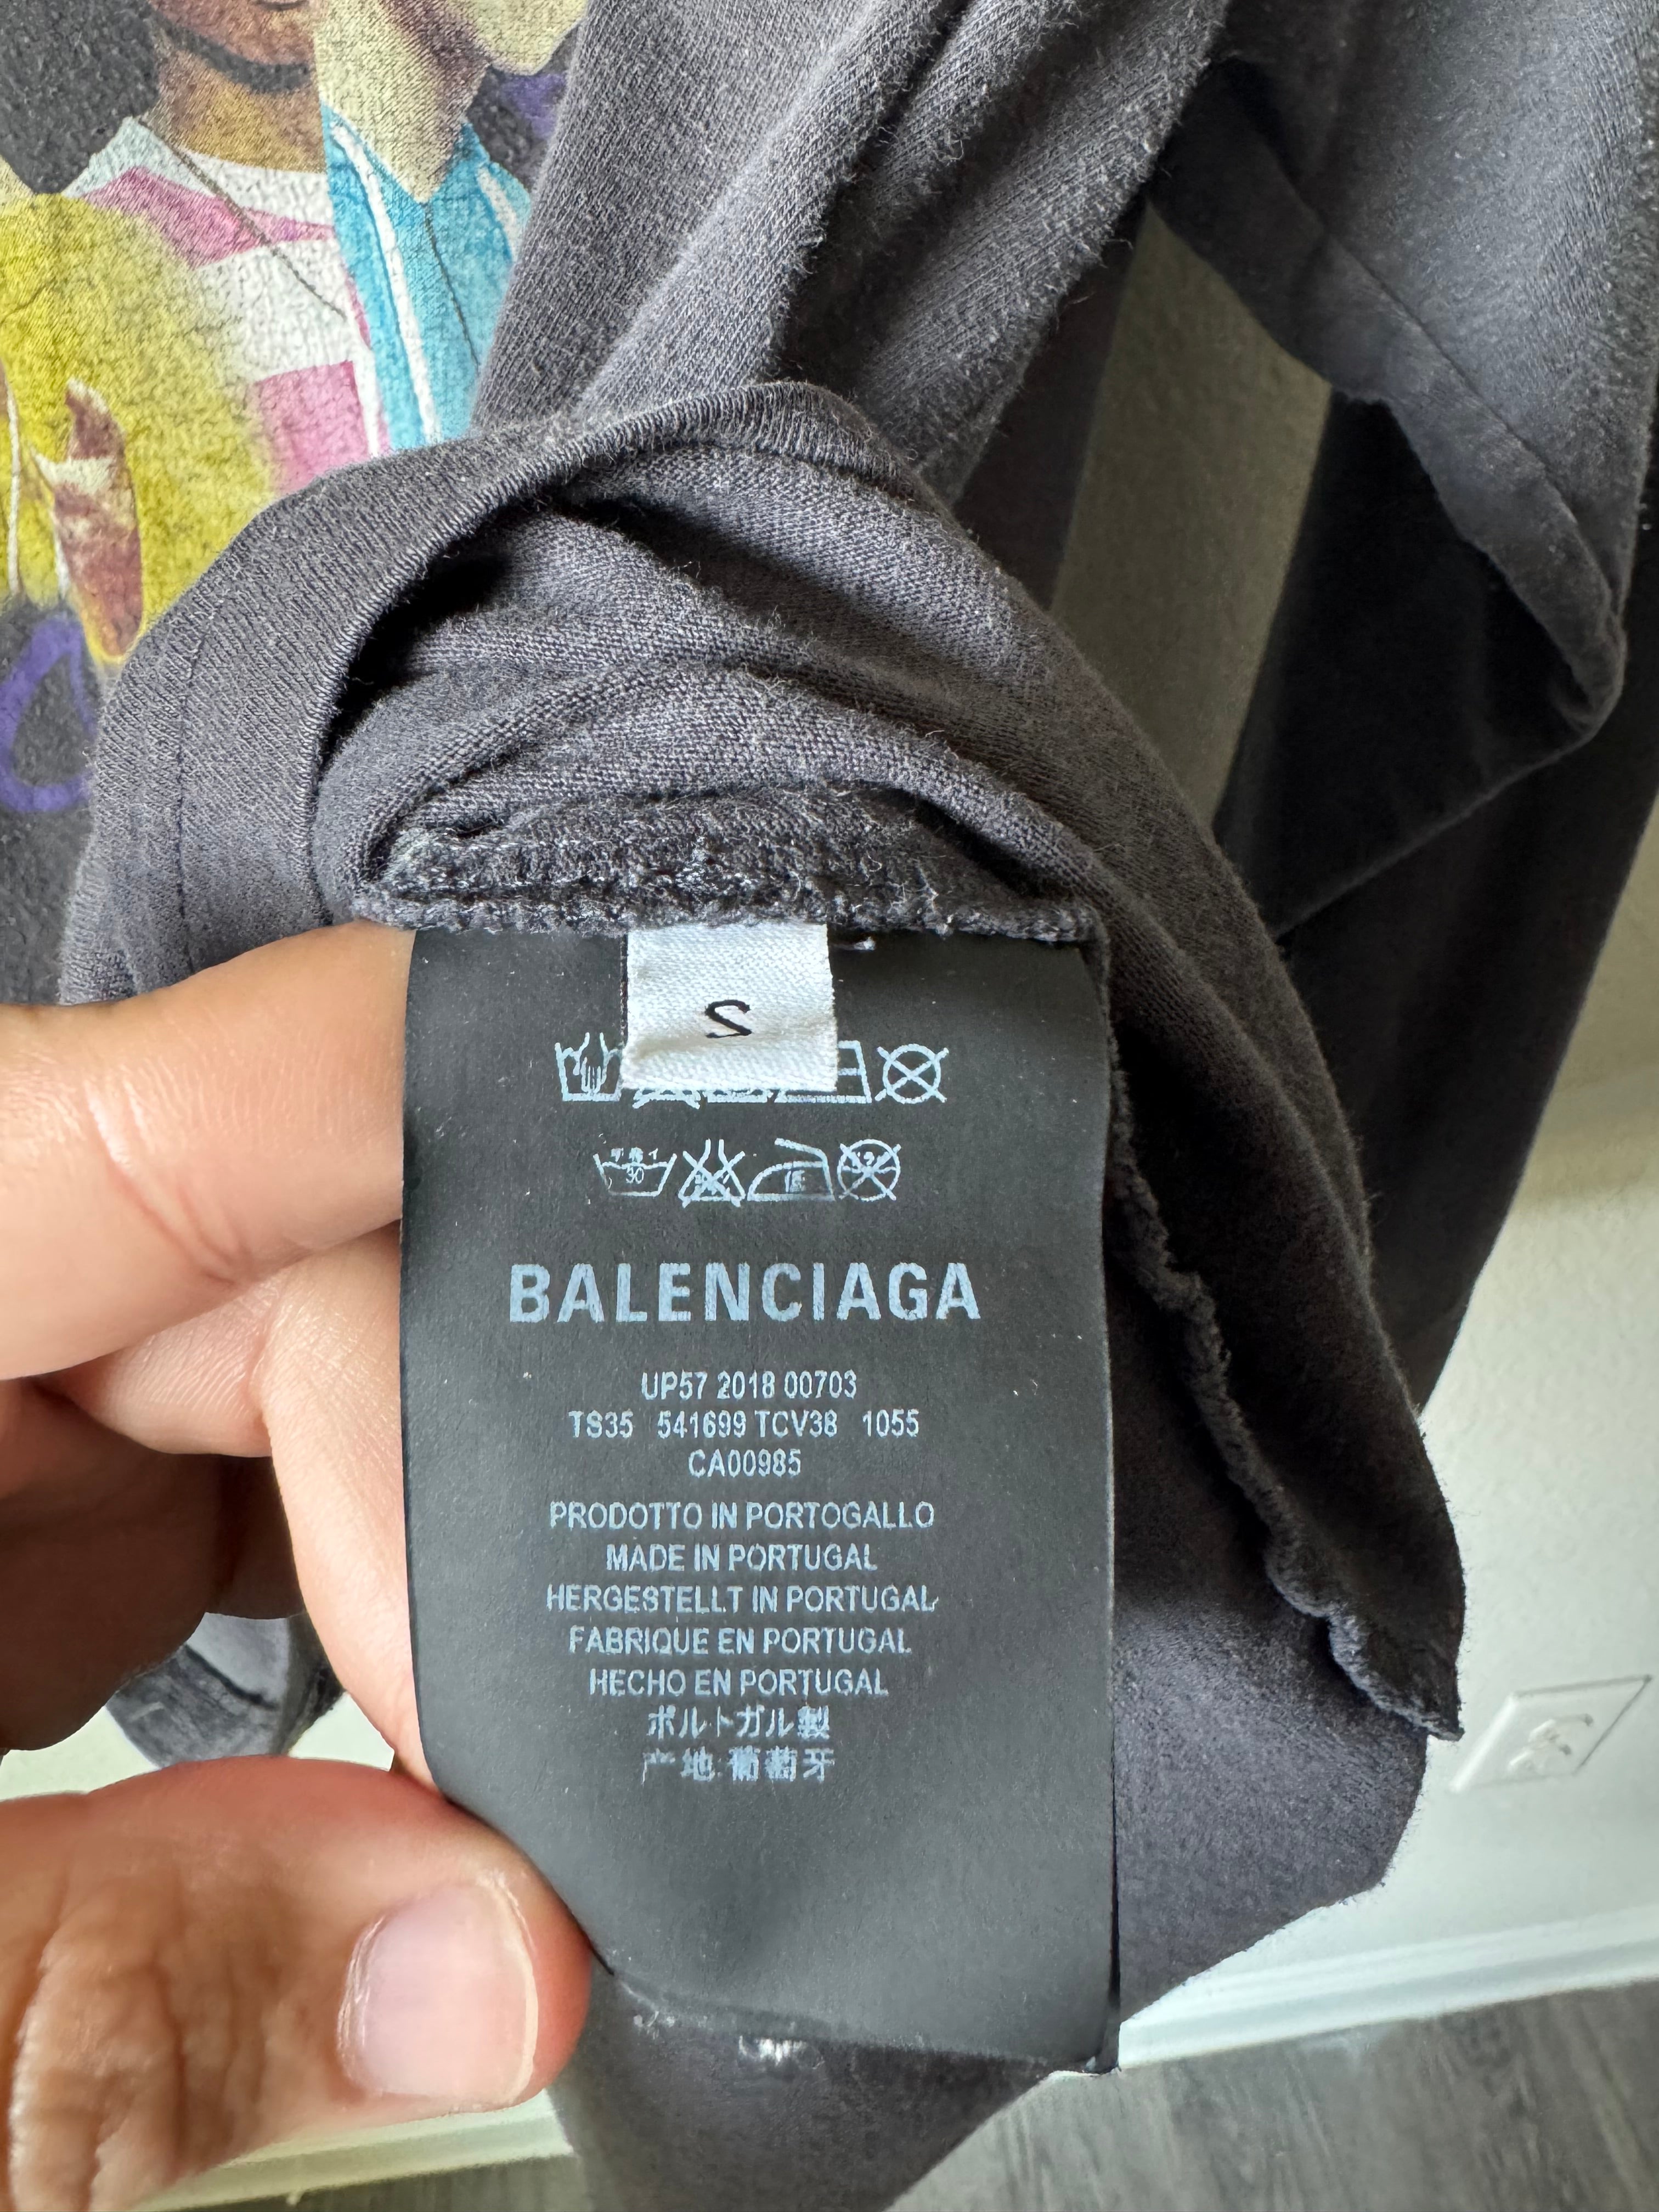 S
30
BALENCIAGA
UP57 2018 00703
TS35 541699 TCV38 1055
CA00985
PRODOTTO IN PORTOGALLO
MADE IN PORTUGAL
HERGESTELLT IN PORTUGAL
FABRIQUE EN PORTUGAL
HECHO EN PORTUGAL
ポルトガル製
产地:葡萄牙